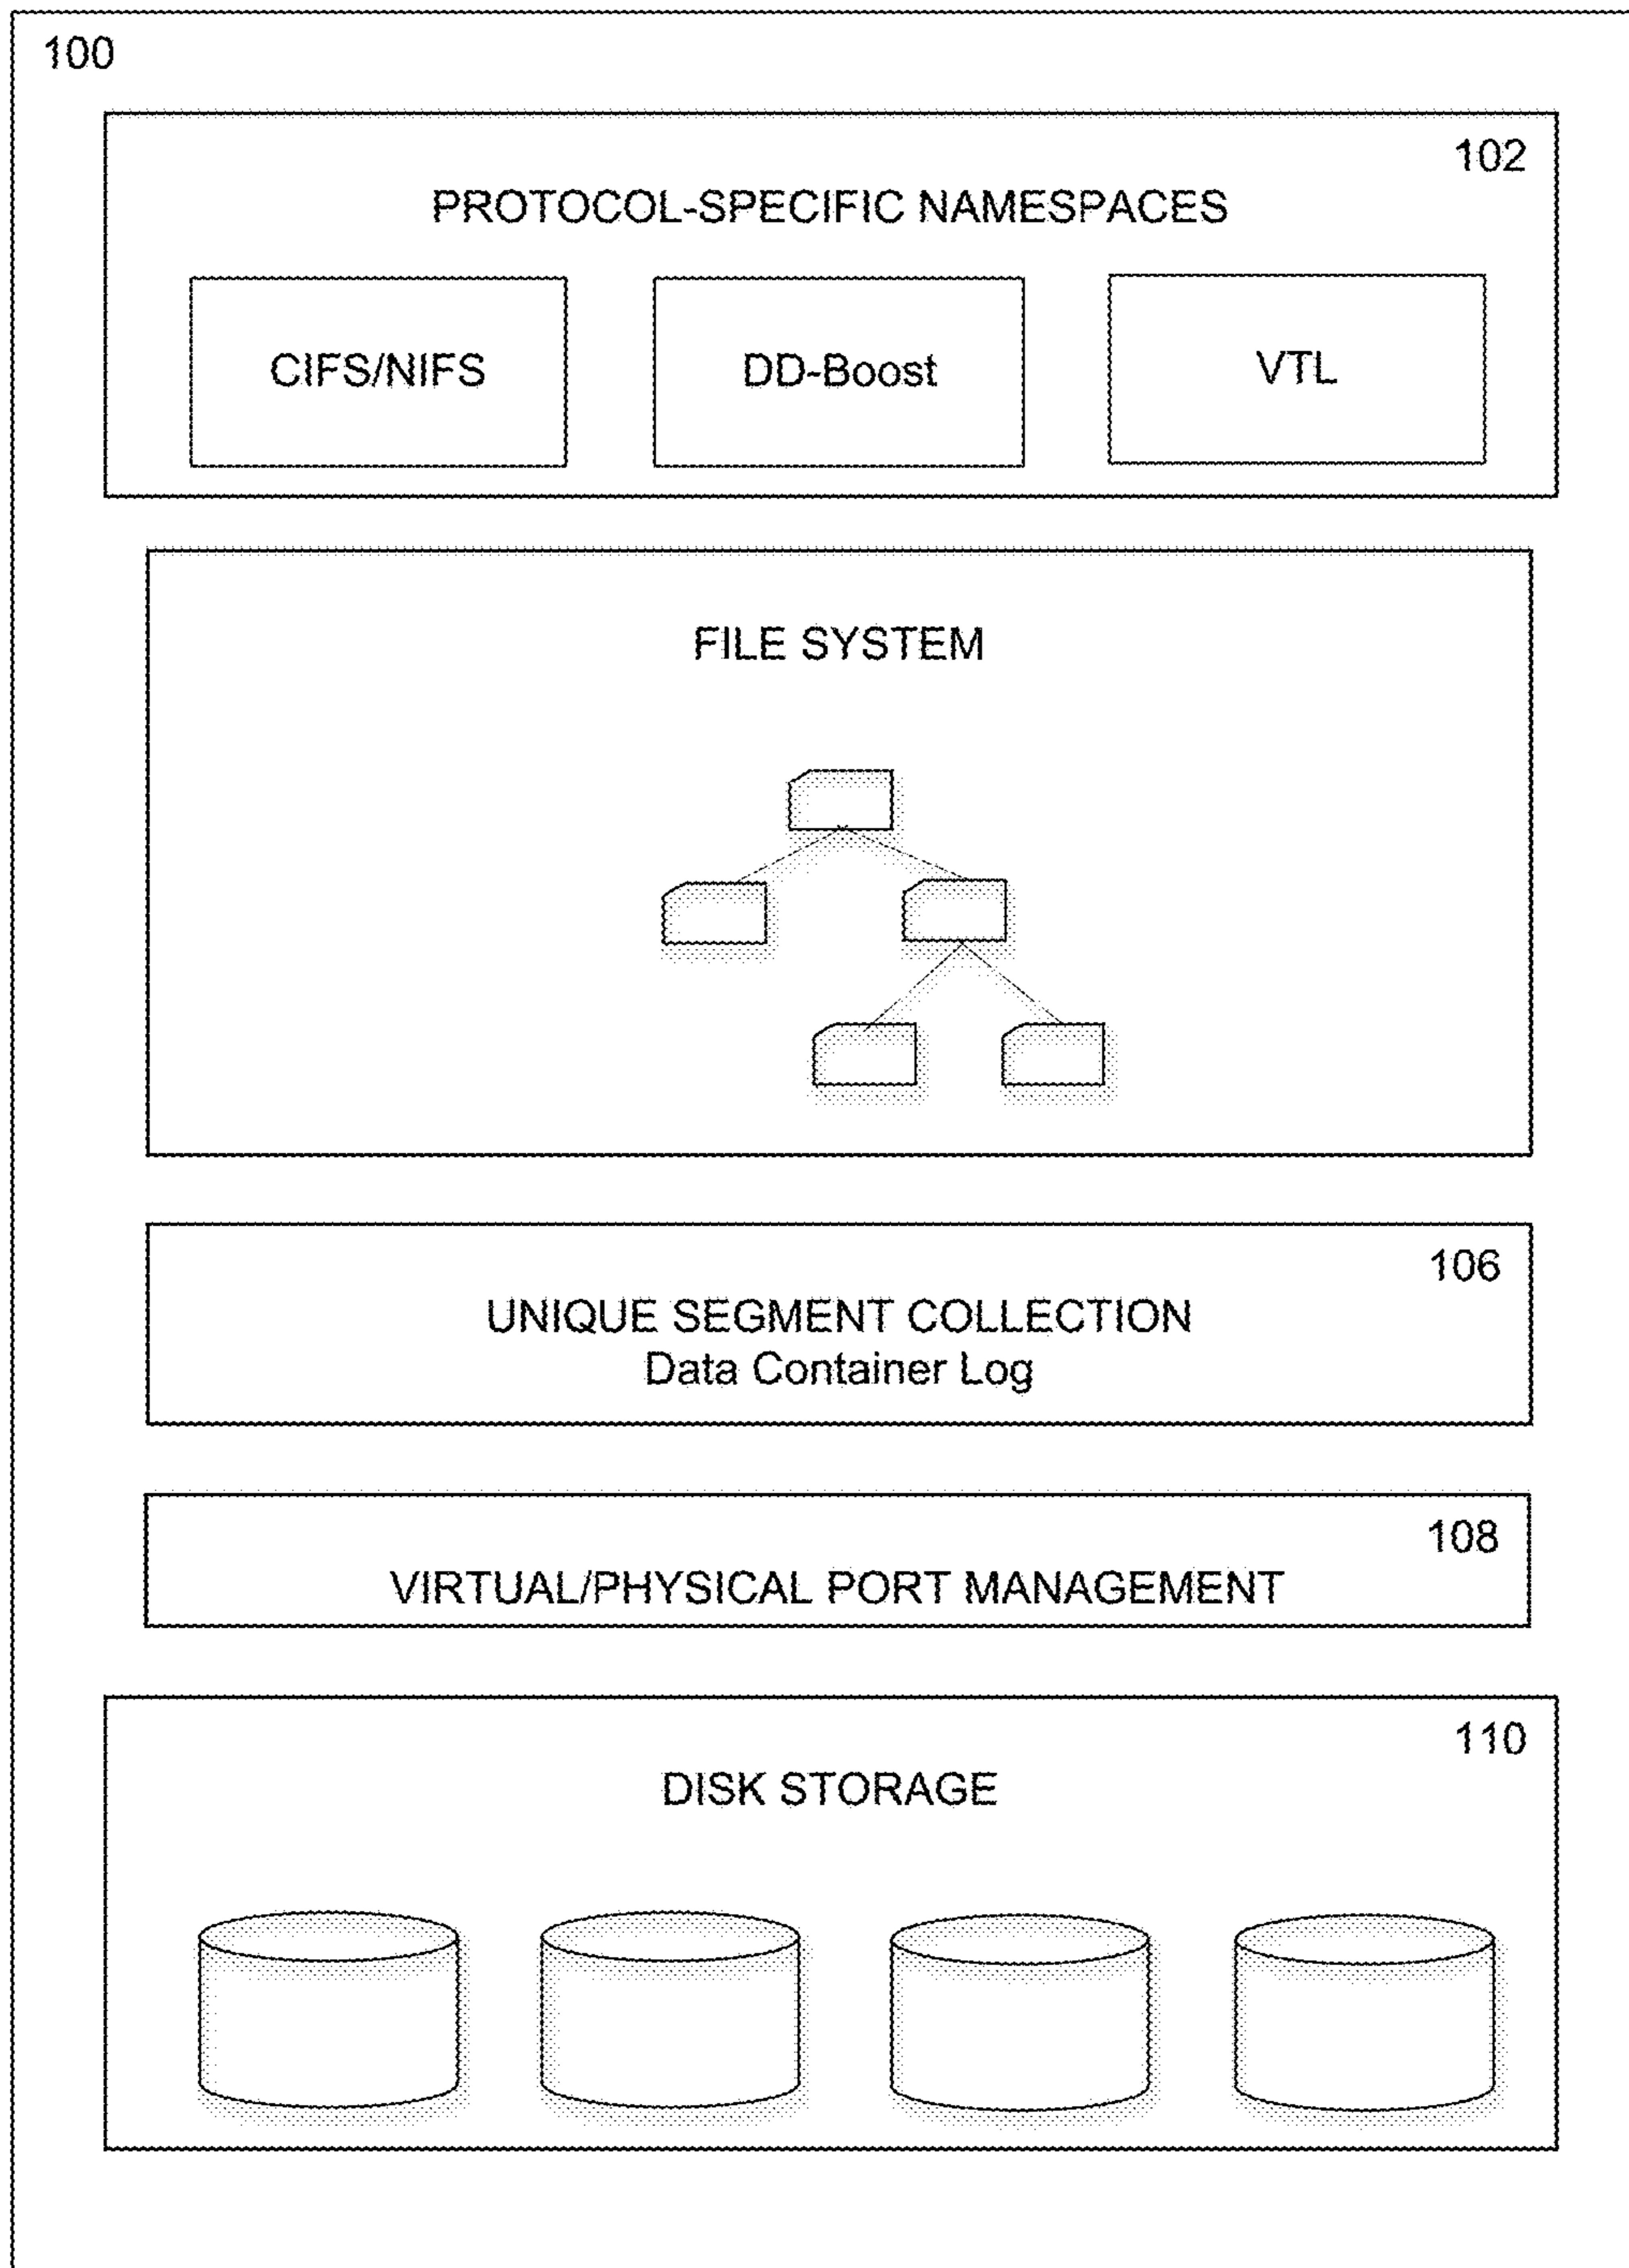 100
102
PROTOCOL-SPECIFIC NAMESPACES
CIFS/NIFS
DD-Boost
VTL
FILE SYSTEM
106
UNIQUE SEGMENT COLLECTION
Data Container Log
108
VIRTUAL/PHYSICAL PORT MANAGEMENT
110
DISK STORAGE